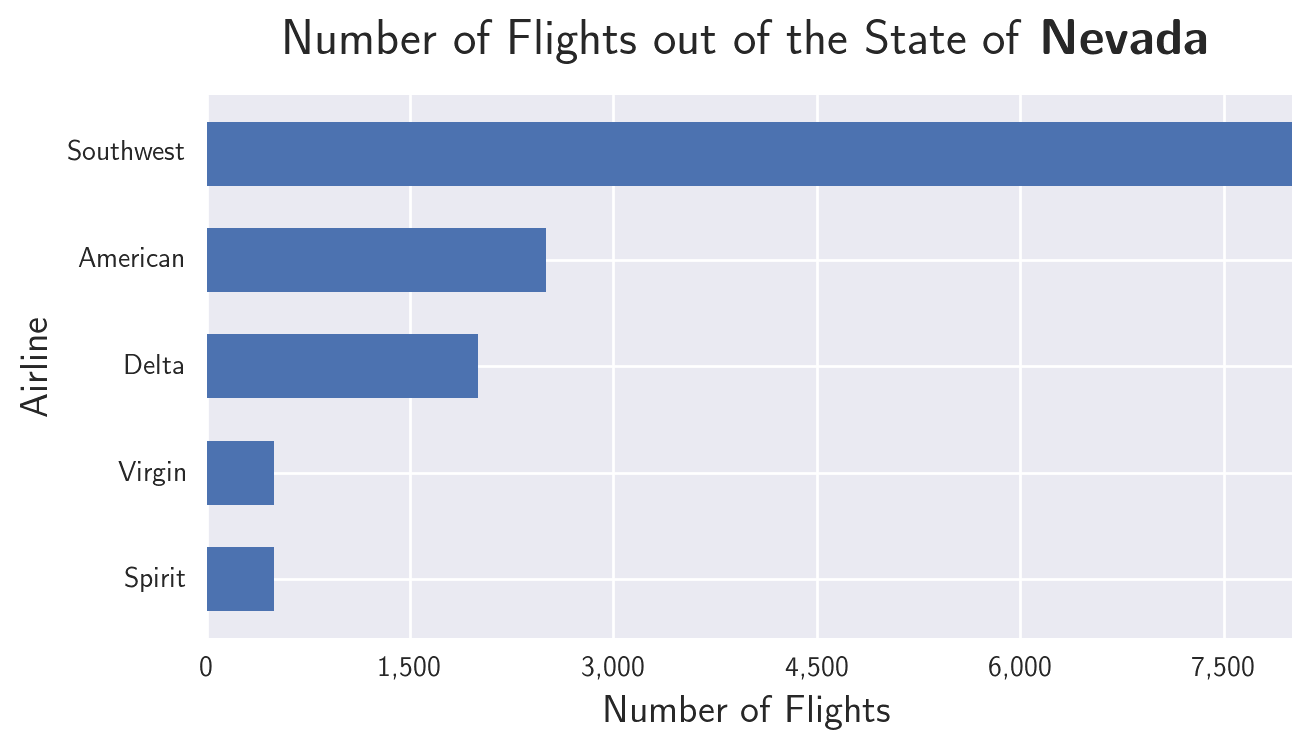 Number of Flights out of the State of Nevada
Southwest
American
Delta
Virgin
Spirit
Airline
0 1,500 3,000 4,500 6,000 7,500
Number of Flights